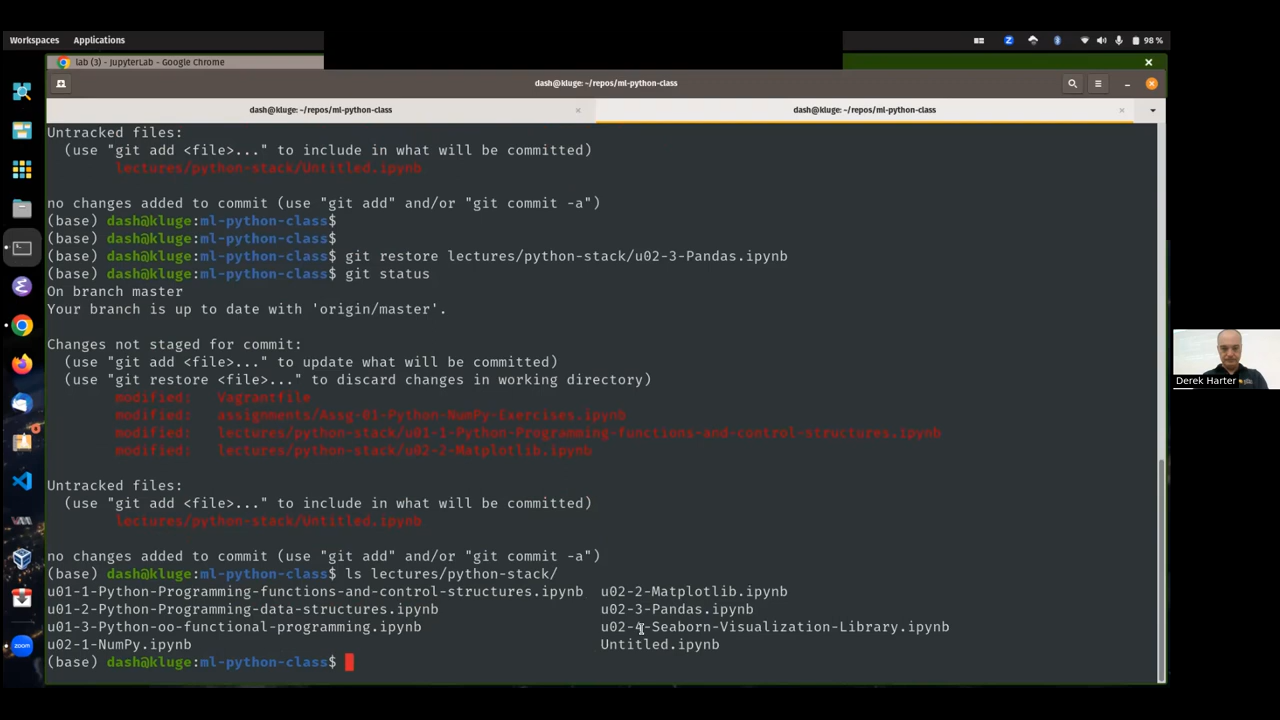 Workspaces Applications
98 %
lab (3) - JupyterLab - Google Chrome
dash@kluge: ~/repos/ml-python-class
dash@kluge: ~/repos/ml-python-class
dash@kluge: ~/repos/ml-python-class
Untracked files:
(use "git add <file>..." to include in what will be committed)
lectures/python-stack/Untitled.ipynb
no changes added to commit (use "git add" and/or "git commit -a")
(base) dash@kluge:ml-python-class$
(base) dash@kluge:ml-python-class$
(base) dash@kluge:ml-python-class$ git restore lectures/python-stack/u02-3-Pandas.ipynb
(base) dash@kluge:ml-python-class$ git status
On branch master
Your branch is up to date with 'origin/master'.
Changes not staged for commit:
(use "git add <file>..." to update what will be committed)
(use "git restore <file>..." to discard changes in working directory)
modified: Vagrantfile
modified: assignments/Assg-01-Python-NumPy-Exercises.ipynb
modified: lectures/python-stack/u01-1-Python-Programming-functions-and-control-structures.ipynb
modified: lectures/python-stack/u02-2-Matplotlib.ipynb
Untracked files:
(use "git add <file>..." to include in what will be committed)
lectures/python-stack/Untitled.ipynb
no changes added to commit (use "git add" and/or "git commit -a")
(base) dash@kluge:ml-python-class$ ls lectures/python-stack/
u01-1-Python-Programming-functions-and-control-structures.ipynb u02-2-Matplotlib.ipynb
u01-2-Python-Programming-data-structures.ipynb u02-3-Pandas.ipynb
u01-3-Python-oo-functional-programming.ipynb u02-4-Seaborn-Visualization-Library.ipynb
u02-1-NumPy.ipynb Untitled.ipynb
(base) dash@kluge:ml-python-class$
Derek Harter
zoom